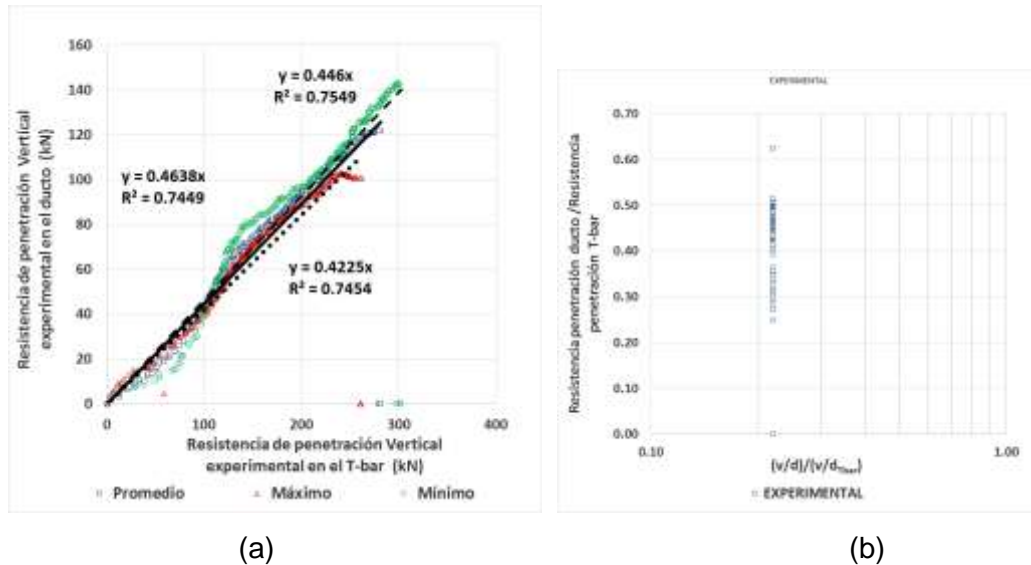 160
140
120
100
80
60
40
20
0
Resistencia de penetración Vertical
experimental en el ducto (kN)
y = 0.446x
R² = 0.7549
y = 0.4638x
R² = 0.7449
y = 0.4225x
R² = 0.7454
0 100 200 300 400
Resistencia de penetración Vertical
experimental en el T-bar (kN)
Promedio Máximo Mínimo
(a)
EXPERIMENTAL
0.70
0.60
0.50
0.40
0.30
0.20
0.10
0.00
Resistencia penetración ducto /Resistencia
penetración T-bar
0.10 1.00
(v/d)/(v/dTbar)
EXPERIMENTAL
(b)